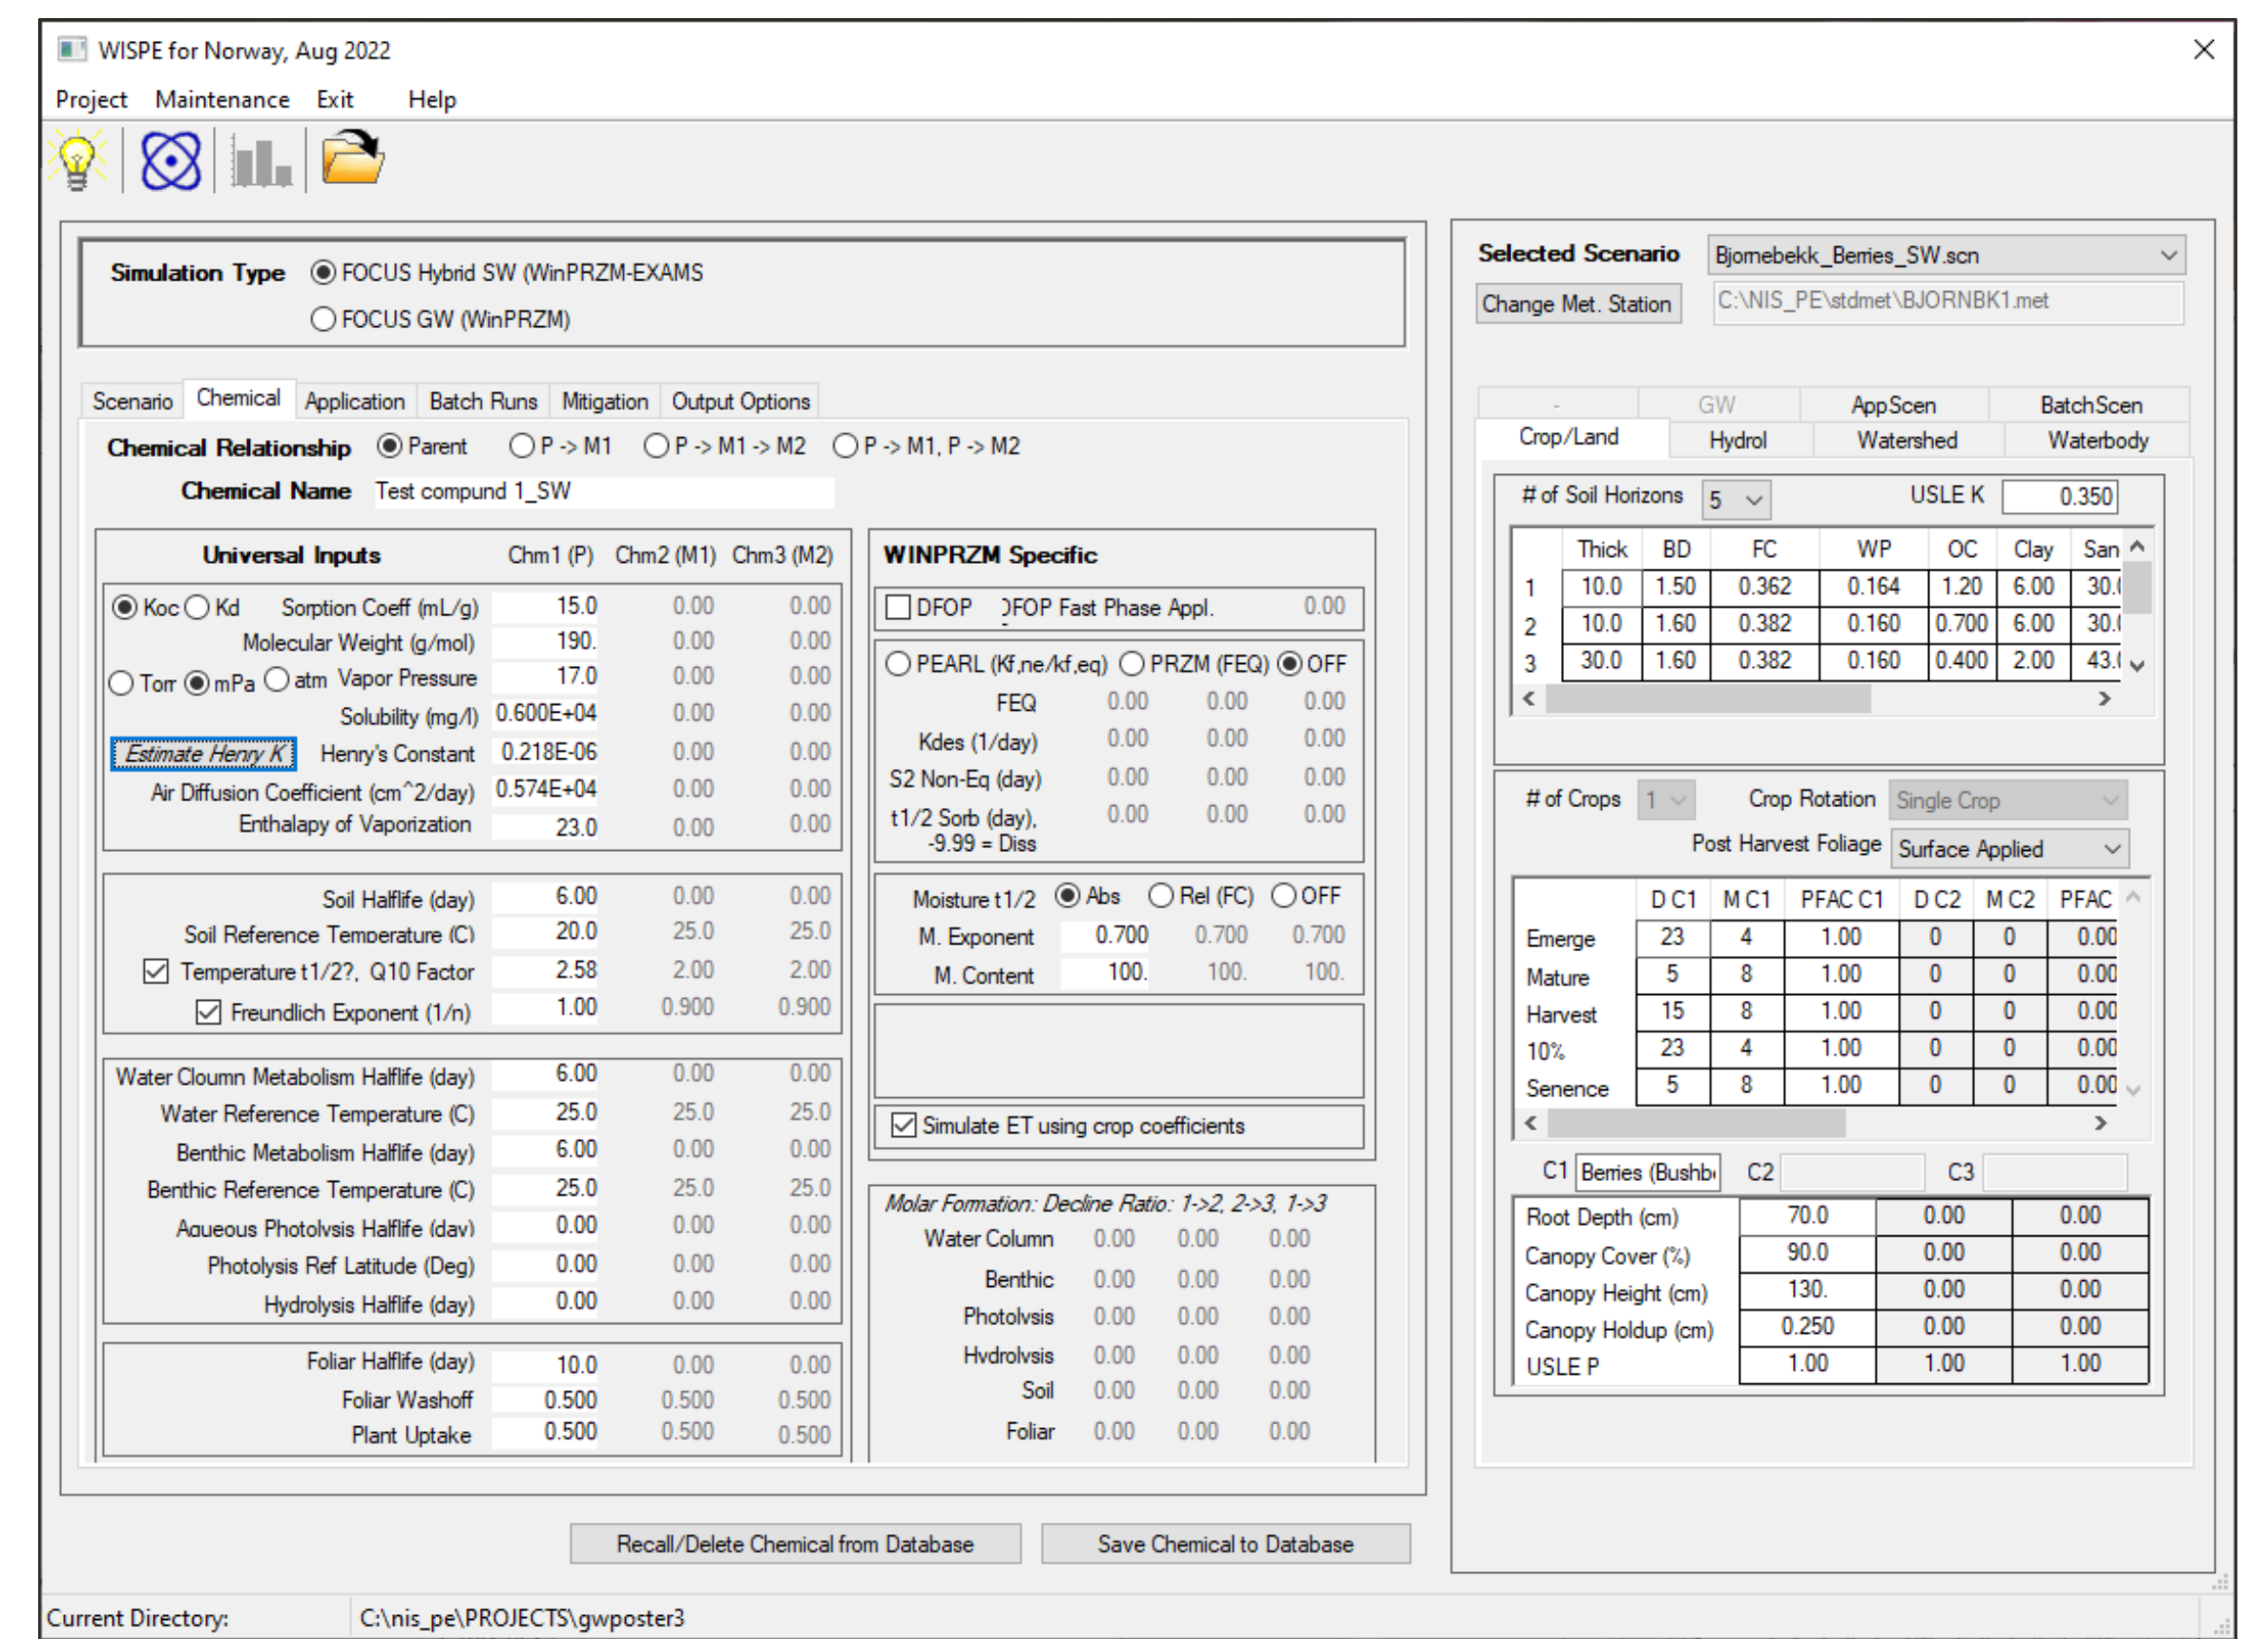 WISPE for Norway, Aug 2022
Project Maintenance Exit Help
Simulation Type FOCUS Hybrid SW (WinPRZM-EXAMS
FOCUS GW (WinPRZM)
Scenario Chemical Application Batch Runs Mitigation Output Options
Chemical Relationship Parent P -> M1 P -> M1 -> M2 P -> M1, P -> M2
Chemical Name Test compund 1_SW
Universal Inputs Chm1 (P) Chm2 (M1) Chm3 (M2)
Koc Kd Sorption Coeff (mL/g) 15.0 0.00 0.00
Molecular Weight (g/mol) 190. 0.00 0.00
Torr mPa atm Vapor Pressure 17.0 0.00 0.00
Solubility (mg/l) 0.600E+04 0.00 0.00
Estimate Henry K Henry's Constant 0.218E-06 0.00 0.00
Air Diffusion Coefficient (cm^2/day) 0.574E+04 0.00 0.00
Enthalapy of Vaporization 23.0 0.00 0.00
Soil Halflife (day) 6.00 0.00 0.00
Soil Reference Temperature (C) 20.0 25.0 25.0
Temperature t1/2?, Q10 Factor 2.58 2.00 2.00
Freundlich Exponent (1/n) 1.00 0.900 0.900
Water Cloumn Metabolism Halflife (day) 6.00 0.00 0.00
Water Reference Temperature (C) 25.0 25.0 25.0
Benthic Metabolism Halflife (day) 6.00 0.00 0.00
Benthic Reference Temperature (C) 25.0 25.0 25.0
Aqueous Photolysis Halflife (day) 0.00 0.00 0.00
Photolysis Ref Latitude (Deg) 0.00 0.00 0.00
Hydrolysis Halflife (day) 0.00 0.00 0.00
Foliar Halflife (day) 10.0 0.00 0.00
Foliar Washoff 0.500 0.500 0.500
Plant Uptake 0.500 0.500 0.500
WINPRZM Specific
DFOP DFOP Fast Phase Appl. 0.00
PEARL (Kf,ne/kf,eq) PRZM (FEQ) OFF
FEQ 0.00 0.00 0.00
Kdes (1/day) 0.00 0.00 0.00
S2 Non-Eq (day) 0.00 0.00 0.00
t1/2 Sorb (day), 0.00 0.00 0.00
-9.99 = Diss
Moisture t1/2 Abs Rel (FC) OFF
M. Exponent 0.700 0.700 0.700
M. Content 100. 100. 100.
Simulate ET using crop coefficients
Molar Formation: Decline Ratio: 1->2, 2->3, 1->3
Water Column 0.00 0.00 0.00
Benthic 0.00 0.00 0.00
Photolvsis 0.00 0.00 0.00
Hvdrolvsis 0.00 0.00 0.00
Soil 0.00 0.00 0.00
Foliar 0.00 0.00 0.00
Recall/Delete Chemical from Database Save Chemical to Database
Selected Scenario Bjornebekk_Berries_SW.scn
Change Met. Station C:\NIS_PE\stdmet\BJORNBK1.met
- GW AppScen BatchScen
Crop/Land Hydrol Watershed Waterbody
# of Soil Horizons 5 USLE K 0.350
Thick BD FC WP OC Clay San
1 10.0 1.50 0.362 0.164 1.20 6.00 30.(
2 10.0 1.60 0.382 0.160 0.700 6.00 30.(
3 30.0 1.60 0.382 0.160 0.400 2.00 43.(
# of Crops 1 Crop Rotation Single Crop
Post Harvest Foliage Surface Applied
D C1 M C1 PFAC C1 D C2 M C2 PFAC
Emerge 23 4 1.00 0 0 0.00
Mature 5 8 1.00 0 0 0.00
Harvest 15 8 1.00 0 0 0.00
10% 23 4 1.00 0 0 0.00
Senence 5 8 1.00 0 0 0.00
C1 Berries (Bushb C2 C3
Root Depth (cm) 70.0 0.00 0.00
Canopy Cover (%) 90.0 0.00 0.00
Canopy Height (cm) 130. 0.00 0.00
Canopy Holdup (cm) 0.250 0.00 0.00
USLE P 1.00 1.00 1.00
Current Directory: C:\nis_pe\PROJECTS\gwposter3